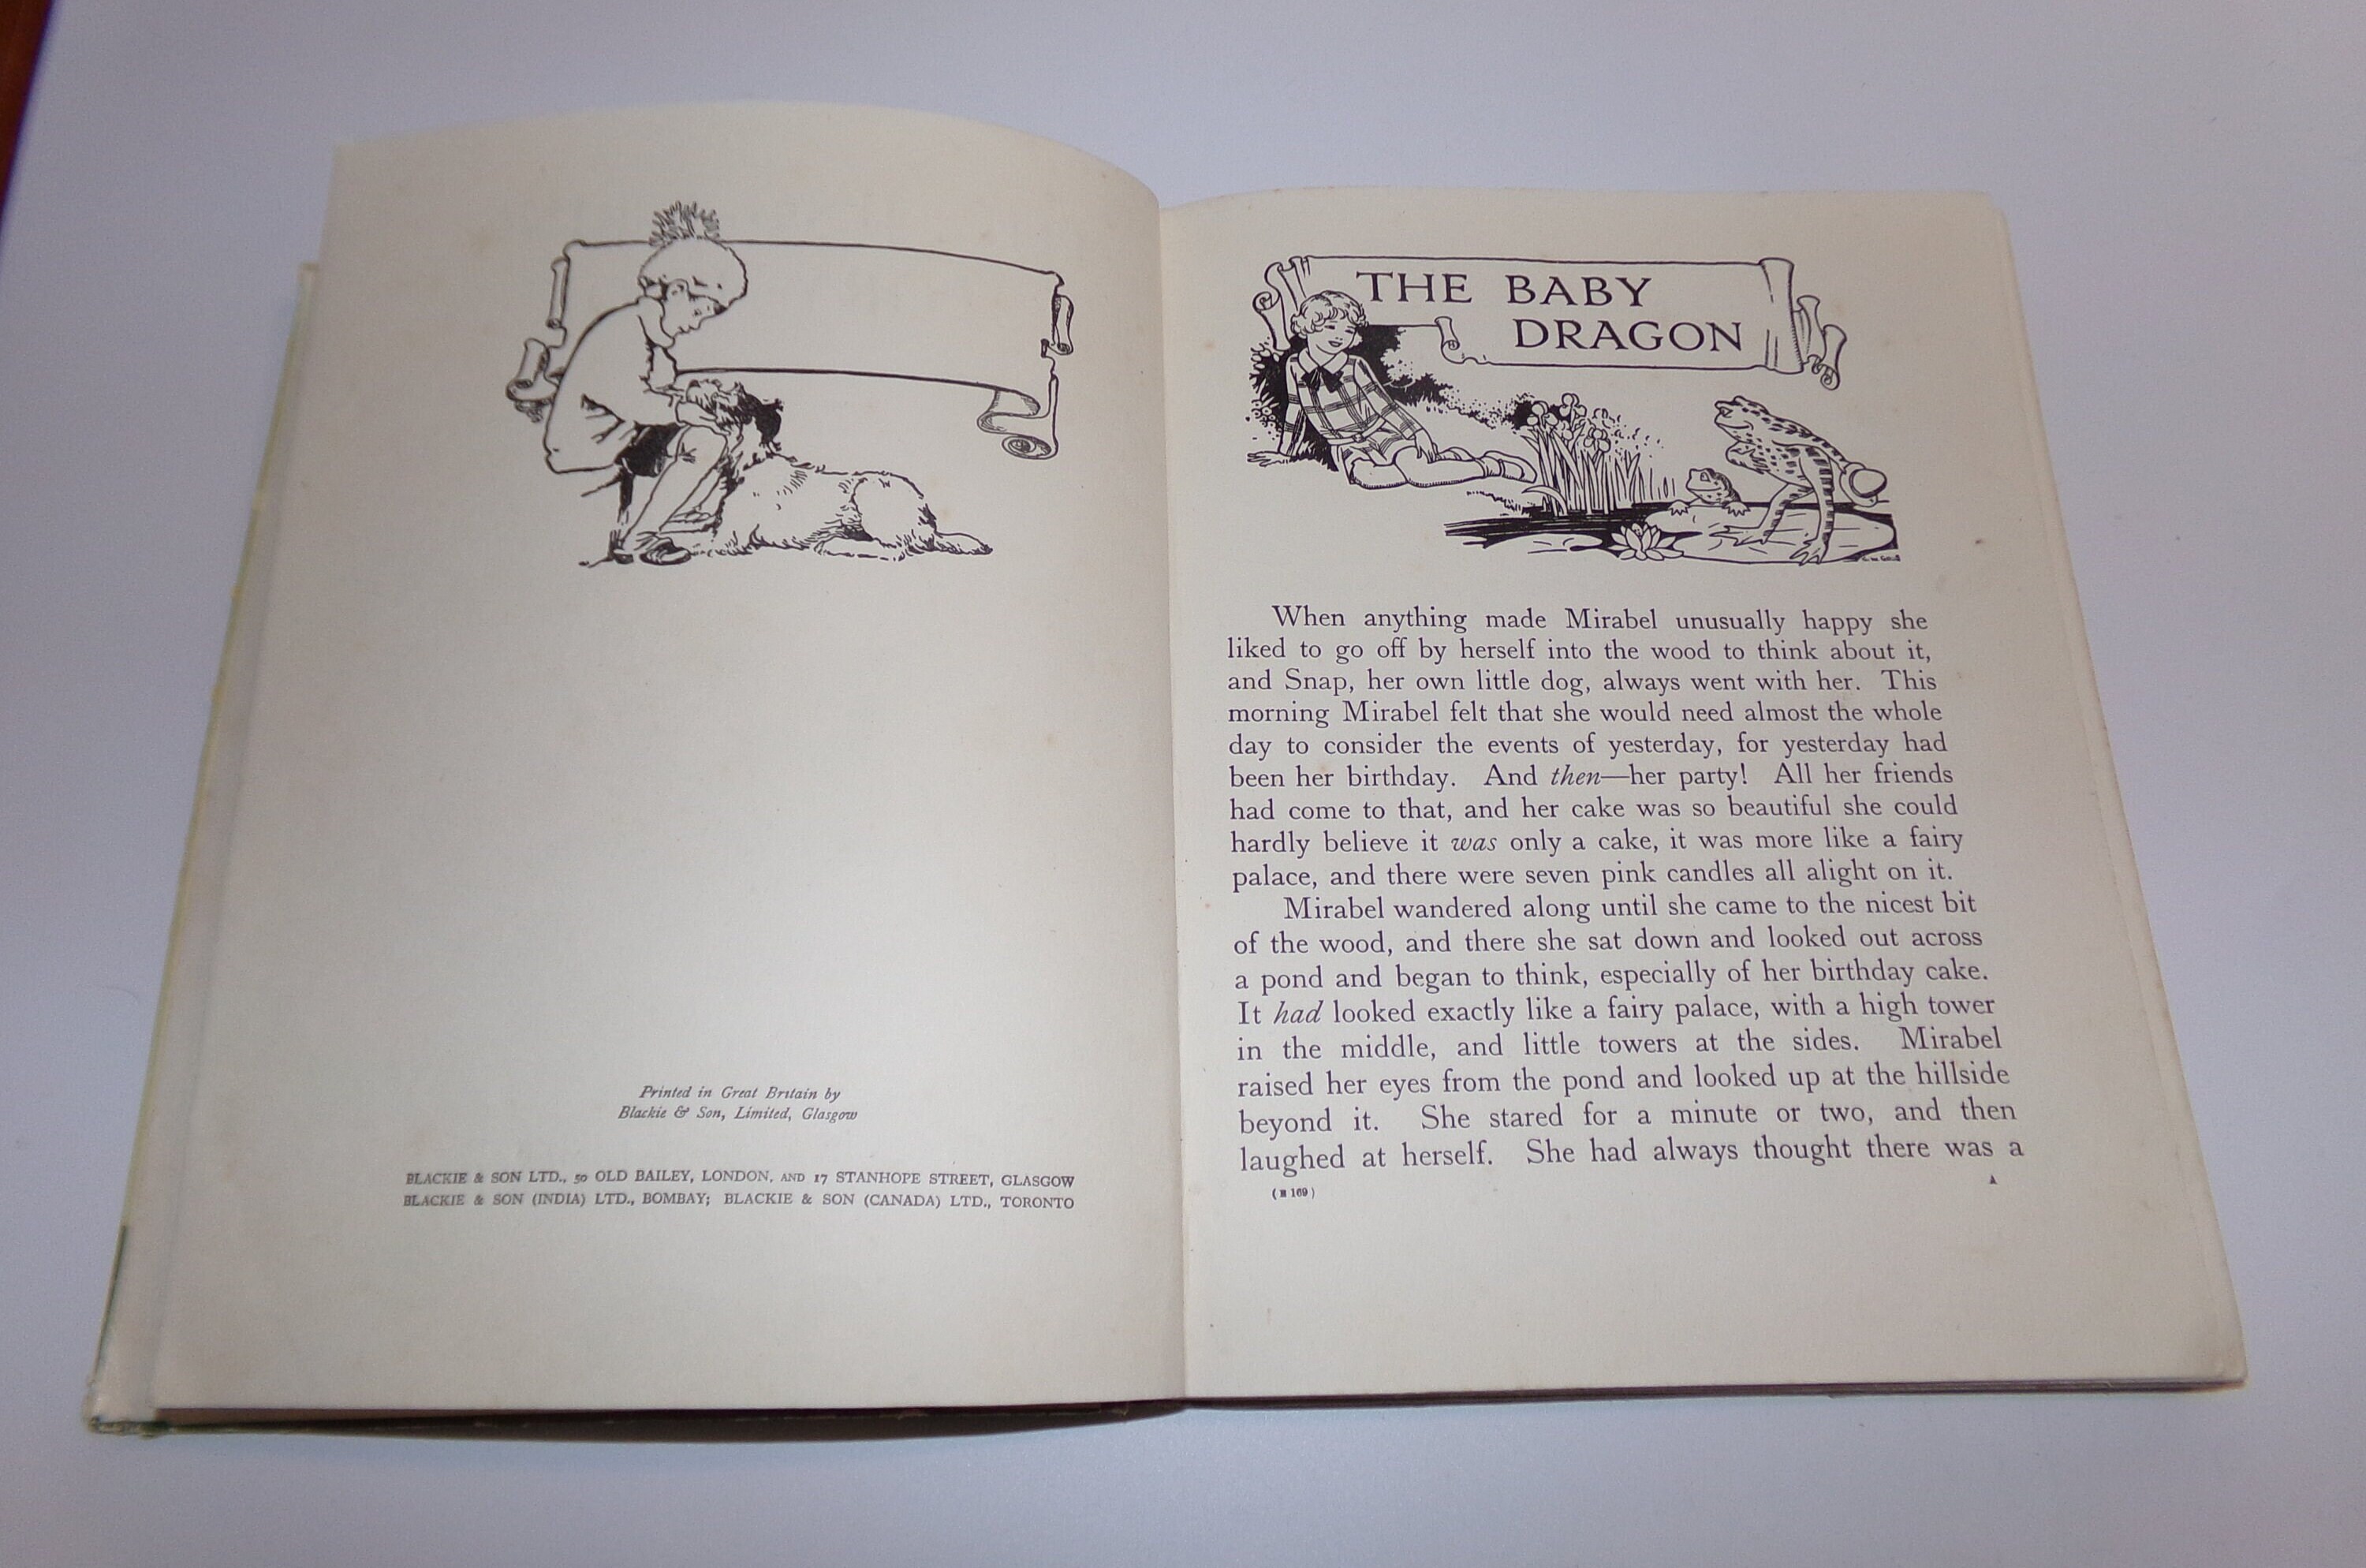 Printed in Great Britain by
Blackie & Son, Limited, Glasgow
BLACKIE & SON LTD., 50 OLD BAILEY, LONDON, AND 17 STANHOPE STREET, GLASGOW
BLACKIE & SON (INDIA) LTD., BOMBAY; BLACKIE & SON (CANADA) LTD., TORONTO
THE BABY
DRAGON
When anything made Mirabel unusually happy she
liked to go off by herself into the wood to think about it,
and Snap, her own little dog, always went with her. This
morning Mirabel felt that she would need almost the whole
day to consider the events of yesterday, for yesterday had
been her birthday. And then—her party! All her friends
had come to that, and her cake was so beautiful she could
hardly believe it was only a cake, it was more like a fairy
palace, and there were seven pink candles all alight on it.
Mirabel wandered along until she came to the nicest bit
of the wood, and there she sat down and looked out across
a pond and began to think, especially of her birthday cake.
It had looked exactly like a fairy palace, with a high tower
in the middle, and little towers at the sides. Mirabel
raised her eyes from the pond and looked up at the hillside
beyond it. She stared for a minute or two, and then
laughed at herself. She had always thought there was a
169)
A